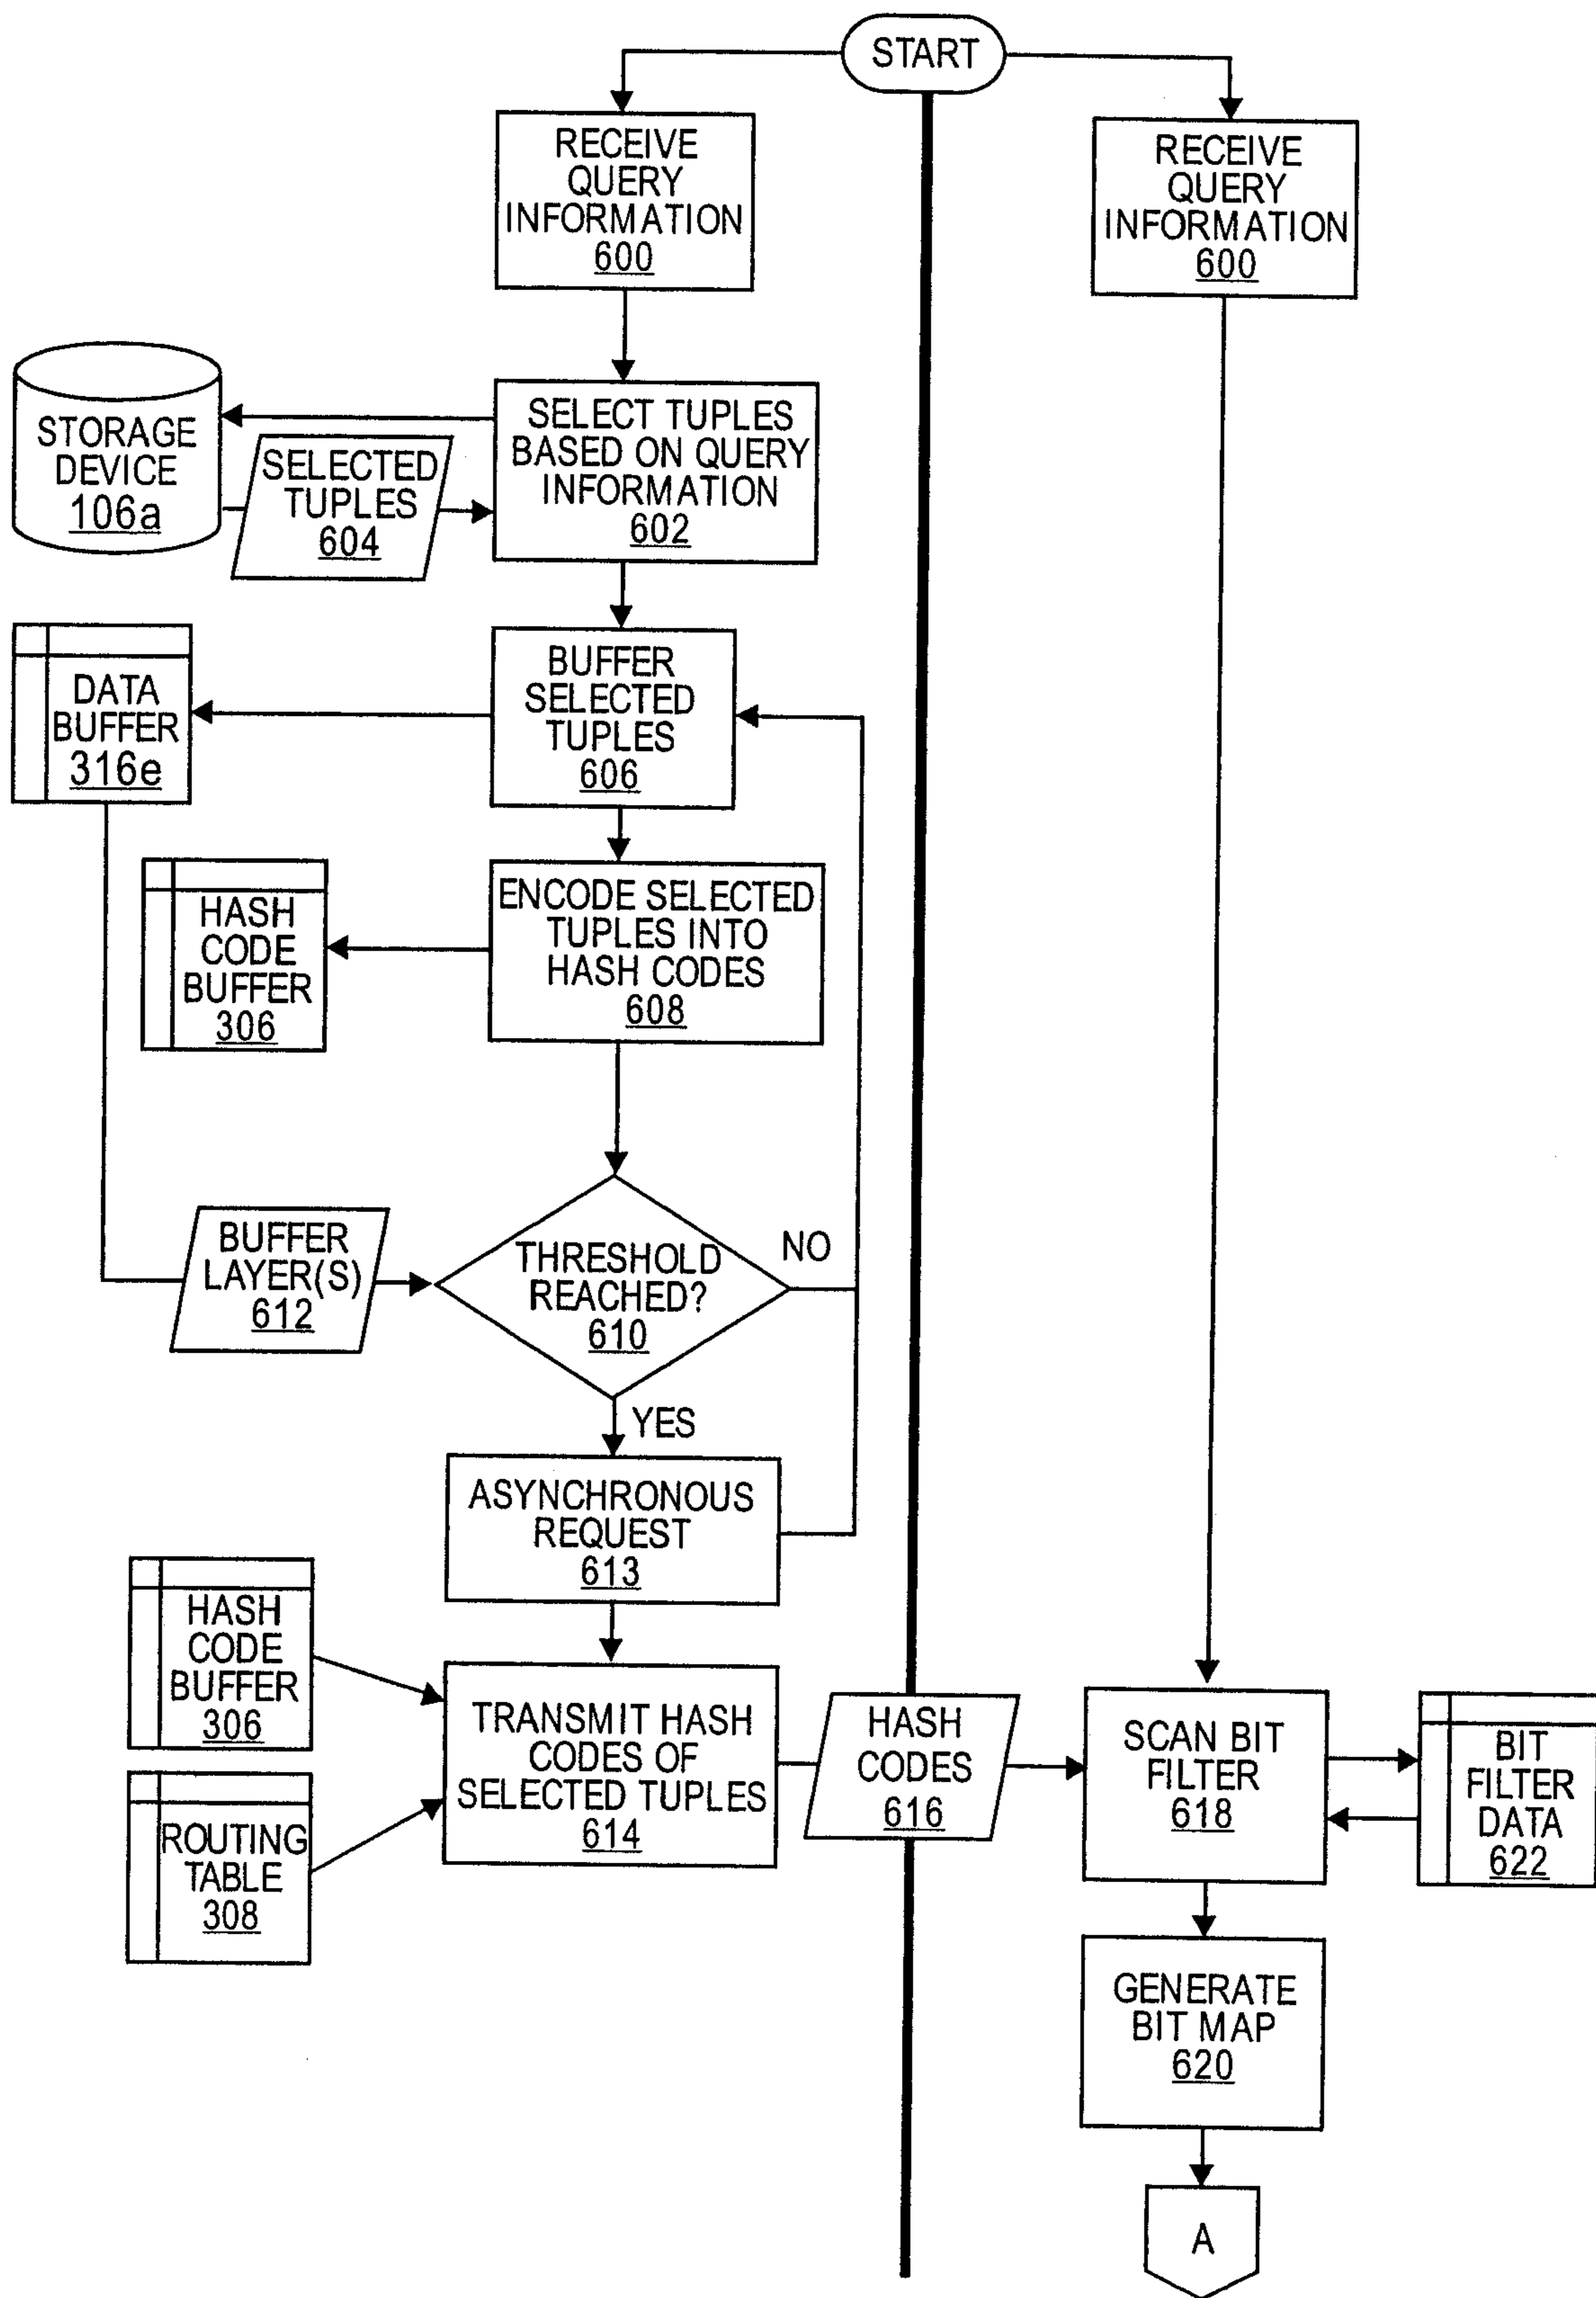 START
RECEIVE
QUERY
INFORMATION
600
RECEIVE
QUERY
INFORMATION
600
STORAGE
DEVICE
106a
SELECTED
TUPLES
604
SELECT TUPLES
BASED ON QUERY
INFORMATION
602
DATA
BUFFER
316e
BUFFER
SELECTED
TUPLES
606
HASH
CODE
BUFFER
306
ENCODE SELECTED
TUPLES INTO
HASH CODES
608
BUFFER
LAYER(S)
612
THRESHOLD
REACHED?
610
NO
YES
ASYNCHRONOUS
REQUEST
613
HASH
CODE
BUFFER
306
ROUTING
TABLE
308
TRANSMIT HASH
CODES OF
SELECTED TUPLES
614
HASH
CODES
616
SCAN BIT
FILTER
618
BIT
FILTER
DATA
622
GENERATE
BIT MAP
620
A